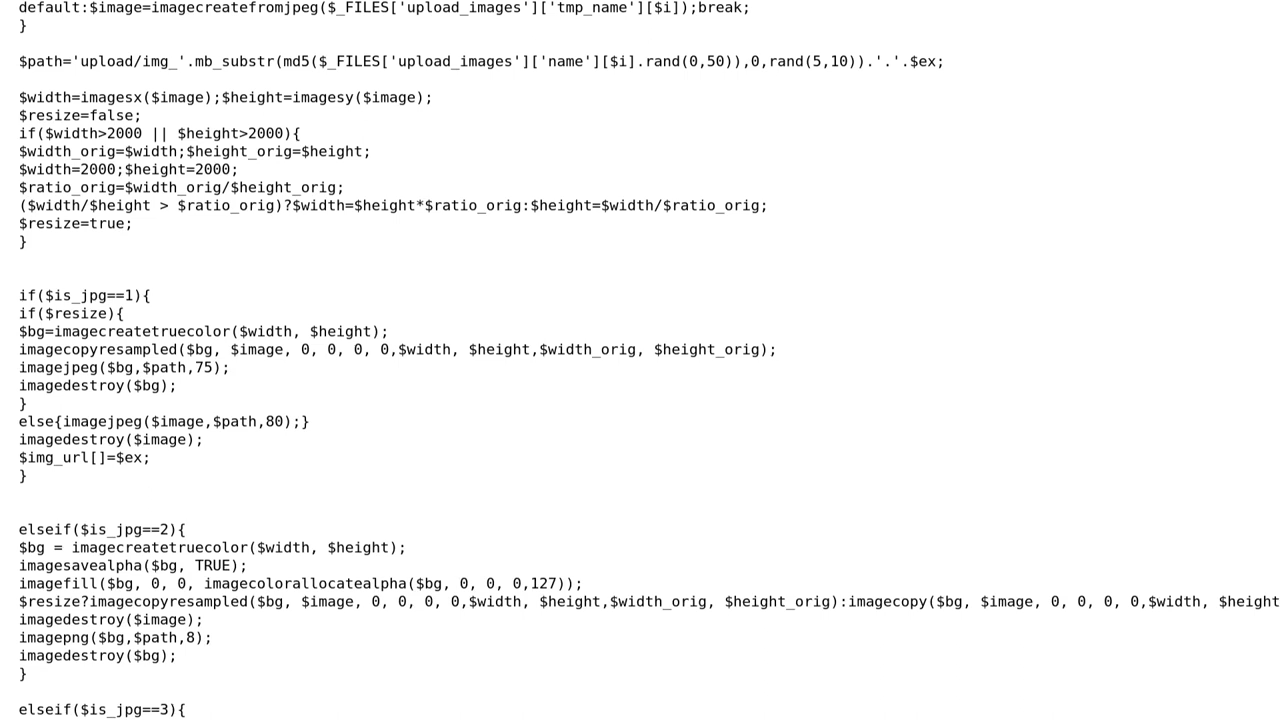 default:$image=imagecreatefromjpeg($_FILES['upload_images']['tmp_name'][$i]);break;
}
$path='upload/img_'.mb_substr(md5($_FILES['upload_images']['name'][$i].rand(0,50)),0,rand(5,10)).'.'.$ex;
$width=imagesx($image);$height=imagesy($image);
$resize=false;
if($width>2000 || $height>2000){
$width_orig=$width;$height_orig=$height;
$width=2000;$height=2000;
$ratio_orig=$width_orig/$height_orig;
($width/$height > $ratio_orig)?$width=$height*$ratio_orig:$height=$width/$ratio_orig;
$resize=true;
}
if($is_jpg==1){
if($resize){
$bg=imagecreatetruecolor($width, $height);
imagecopyresampled($bg, $image, 0, 0, 0, 0,$width, $height,$width_orig, $height_orig);
imagejpeg($bg,$path,75);
imagedestroy($bg);
}
else{imagejpeg($image,$path,80);}
imagedestroy($image);
$img_url[]=$ex;
}
elseif($is_jpg==2){
$bg = imagecreatetruecolor($width, $height);
imagesavealpha($bg, TRUE);
imagefill($bg, 0, 0, imagecolorallocatealpha($bg, 0, 0, 0,127));
$resize?imagecopyresampled($bg, $image, 0, 0, 0, 0,$width, $height,$width_orig, $height_orig):imagecopy($bg, $image, 0, 0, 0, 0,$width, $height
imagedestroy($image);
imagepng($bg,$path,8);
imagedestroy($bg);
}
elseif($is_jpg==3){